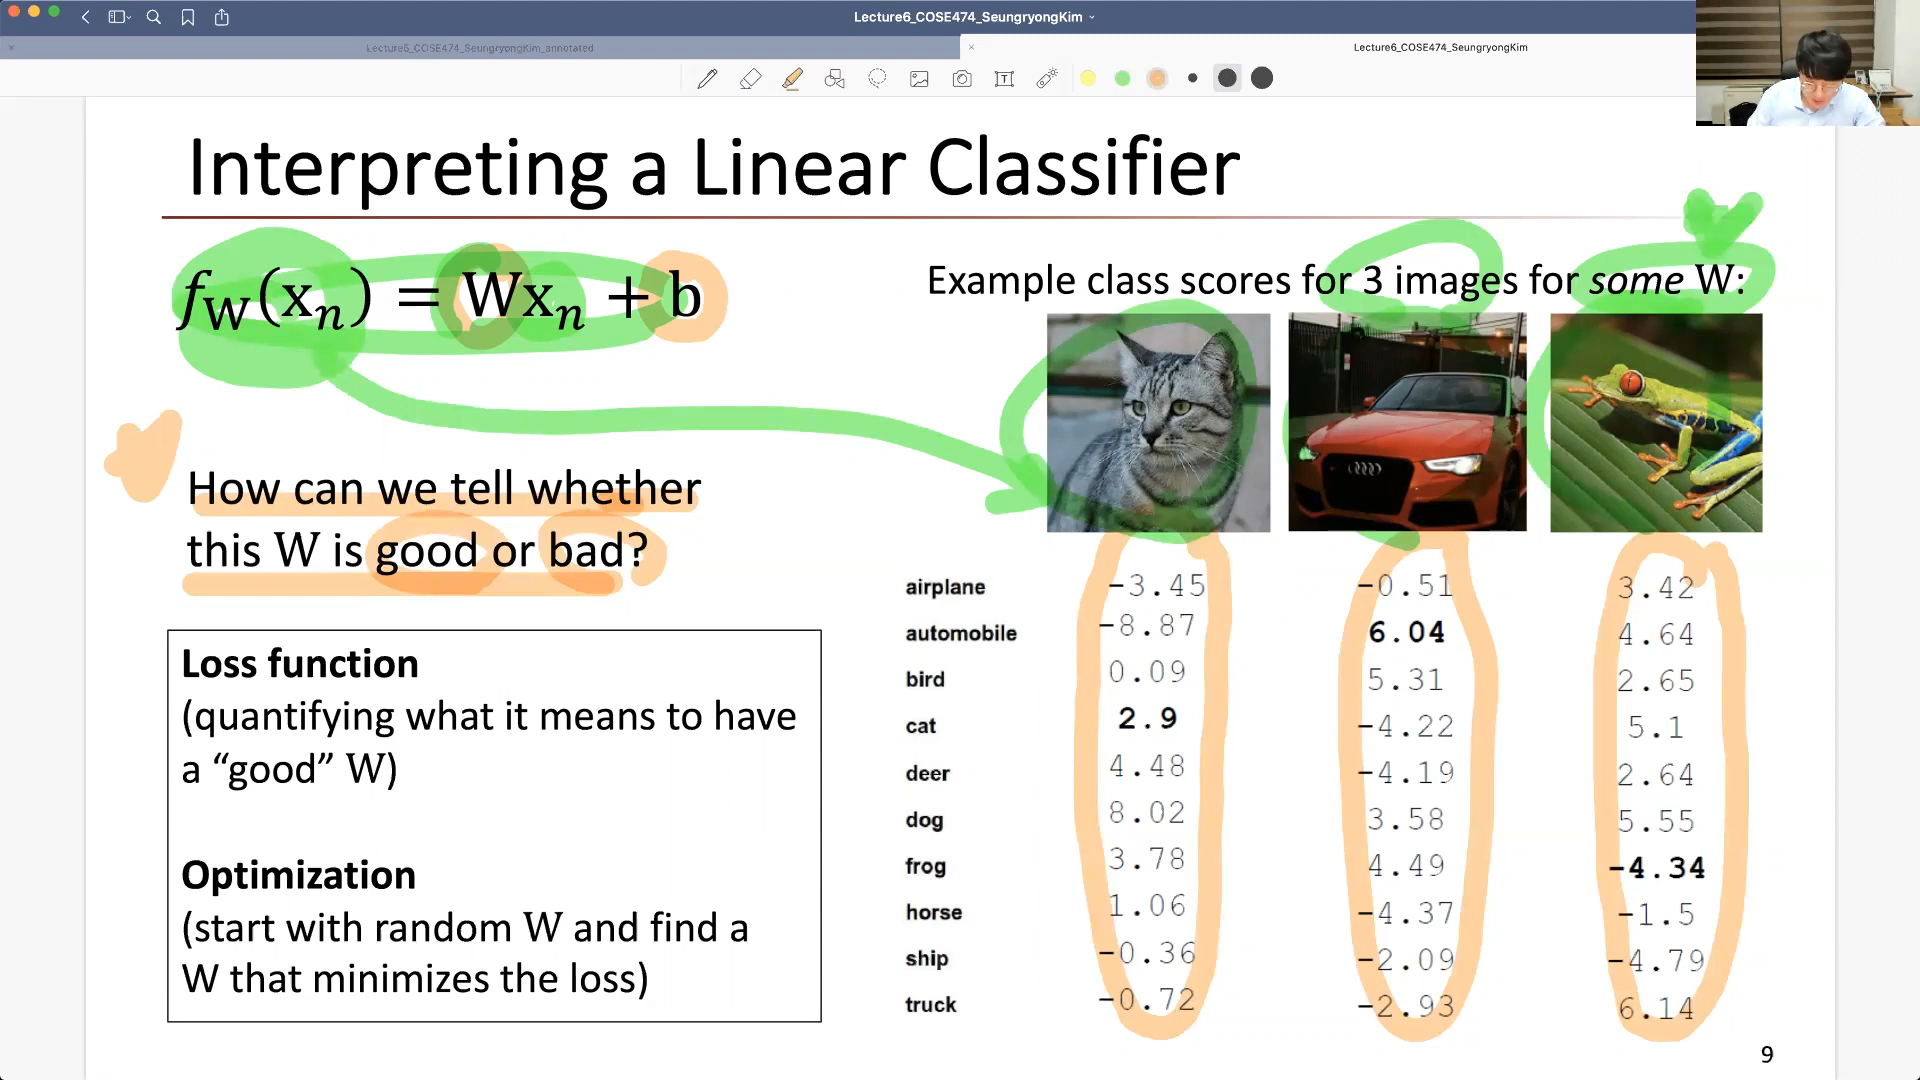 Lecture6_COSE474_SeungryongKim
Lecture5_COSE474_SeungryongKim_annotated
Lecture6_COSE474_SeungryongKim
Interpreting a Linear Classifier
f_W(x_n) = Wx_n + b
How can we tell whether
this W is good or bad?
Loss function
(quantifying what it means to have
a “good” W)
Optimization
(start with random W and find a
W that minimizes the loss)
Example class scores for 3 images for some W:
airplane -3.45 -0.51 3.42
automobile -8.87 6.04 4.64
bird 0.09 5.31 2.65
cat 2.9 -4.22 5.1
deer 4.48 -4.19 2.64
dog 8.02 3.58 5.55
frog 3.78 4.49 -4.34
horse 1.06 -4.37 -1.5
ship -0.36 -2.09 -4.79
truck -0.72 -2.93 6.14
9